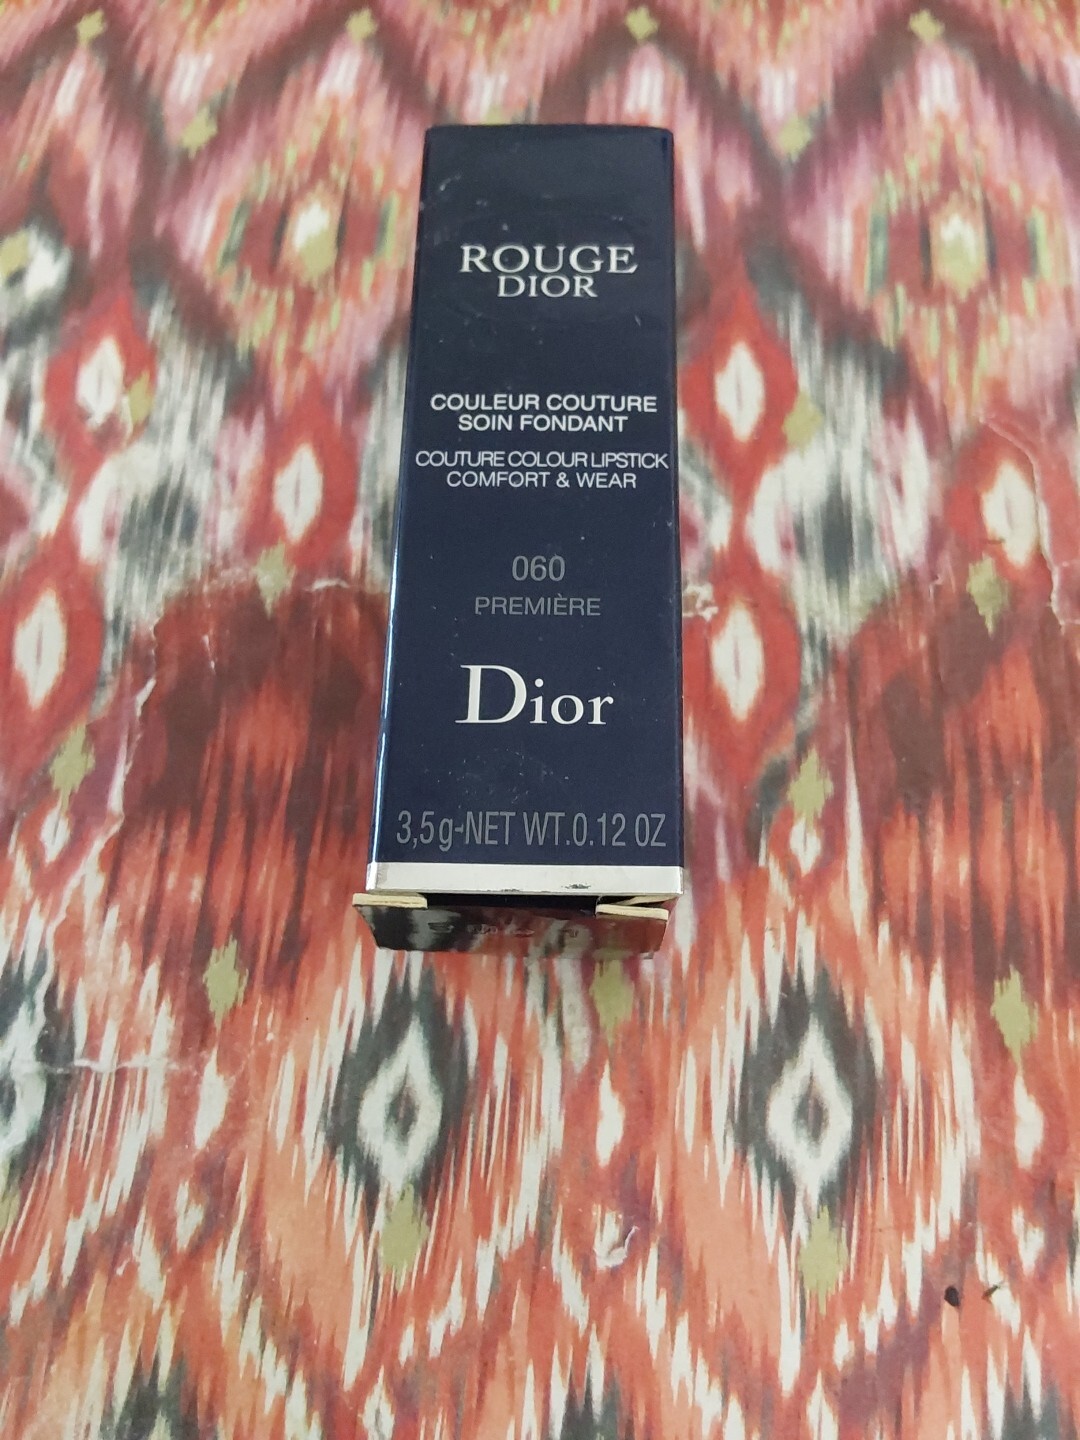 ROUGE
DIOR
COULEUR COUTURE
SOIN FONDANT
COUTURE COLOUR LIPSTICK
COMFORT & WEAR
060
PREMIÈRE
Dior
3,5g-NET WT.0.12 OZ